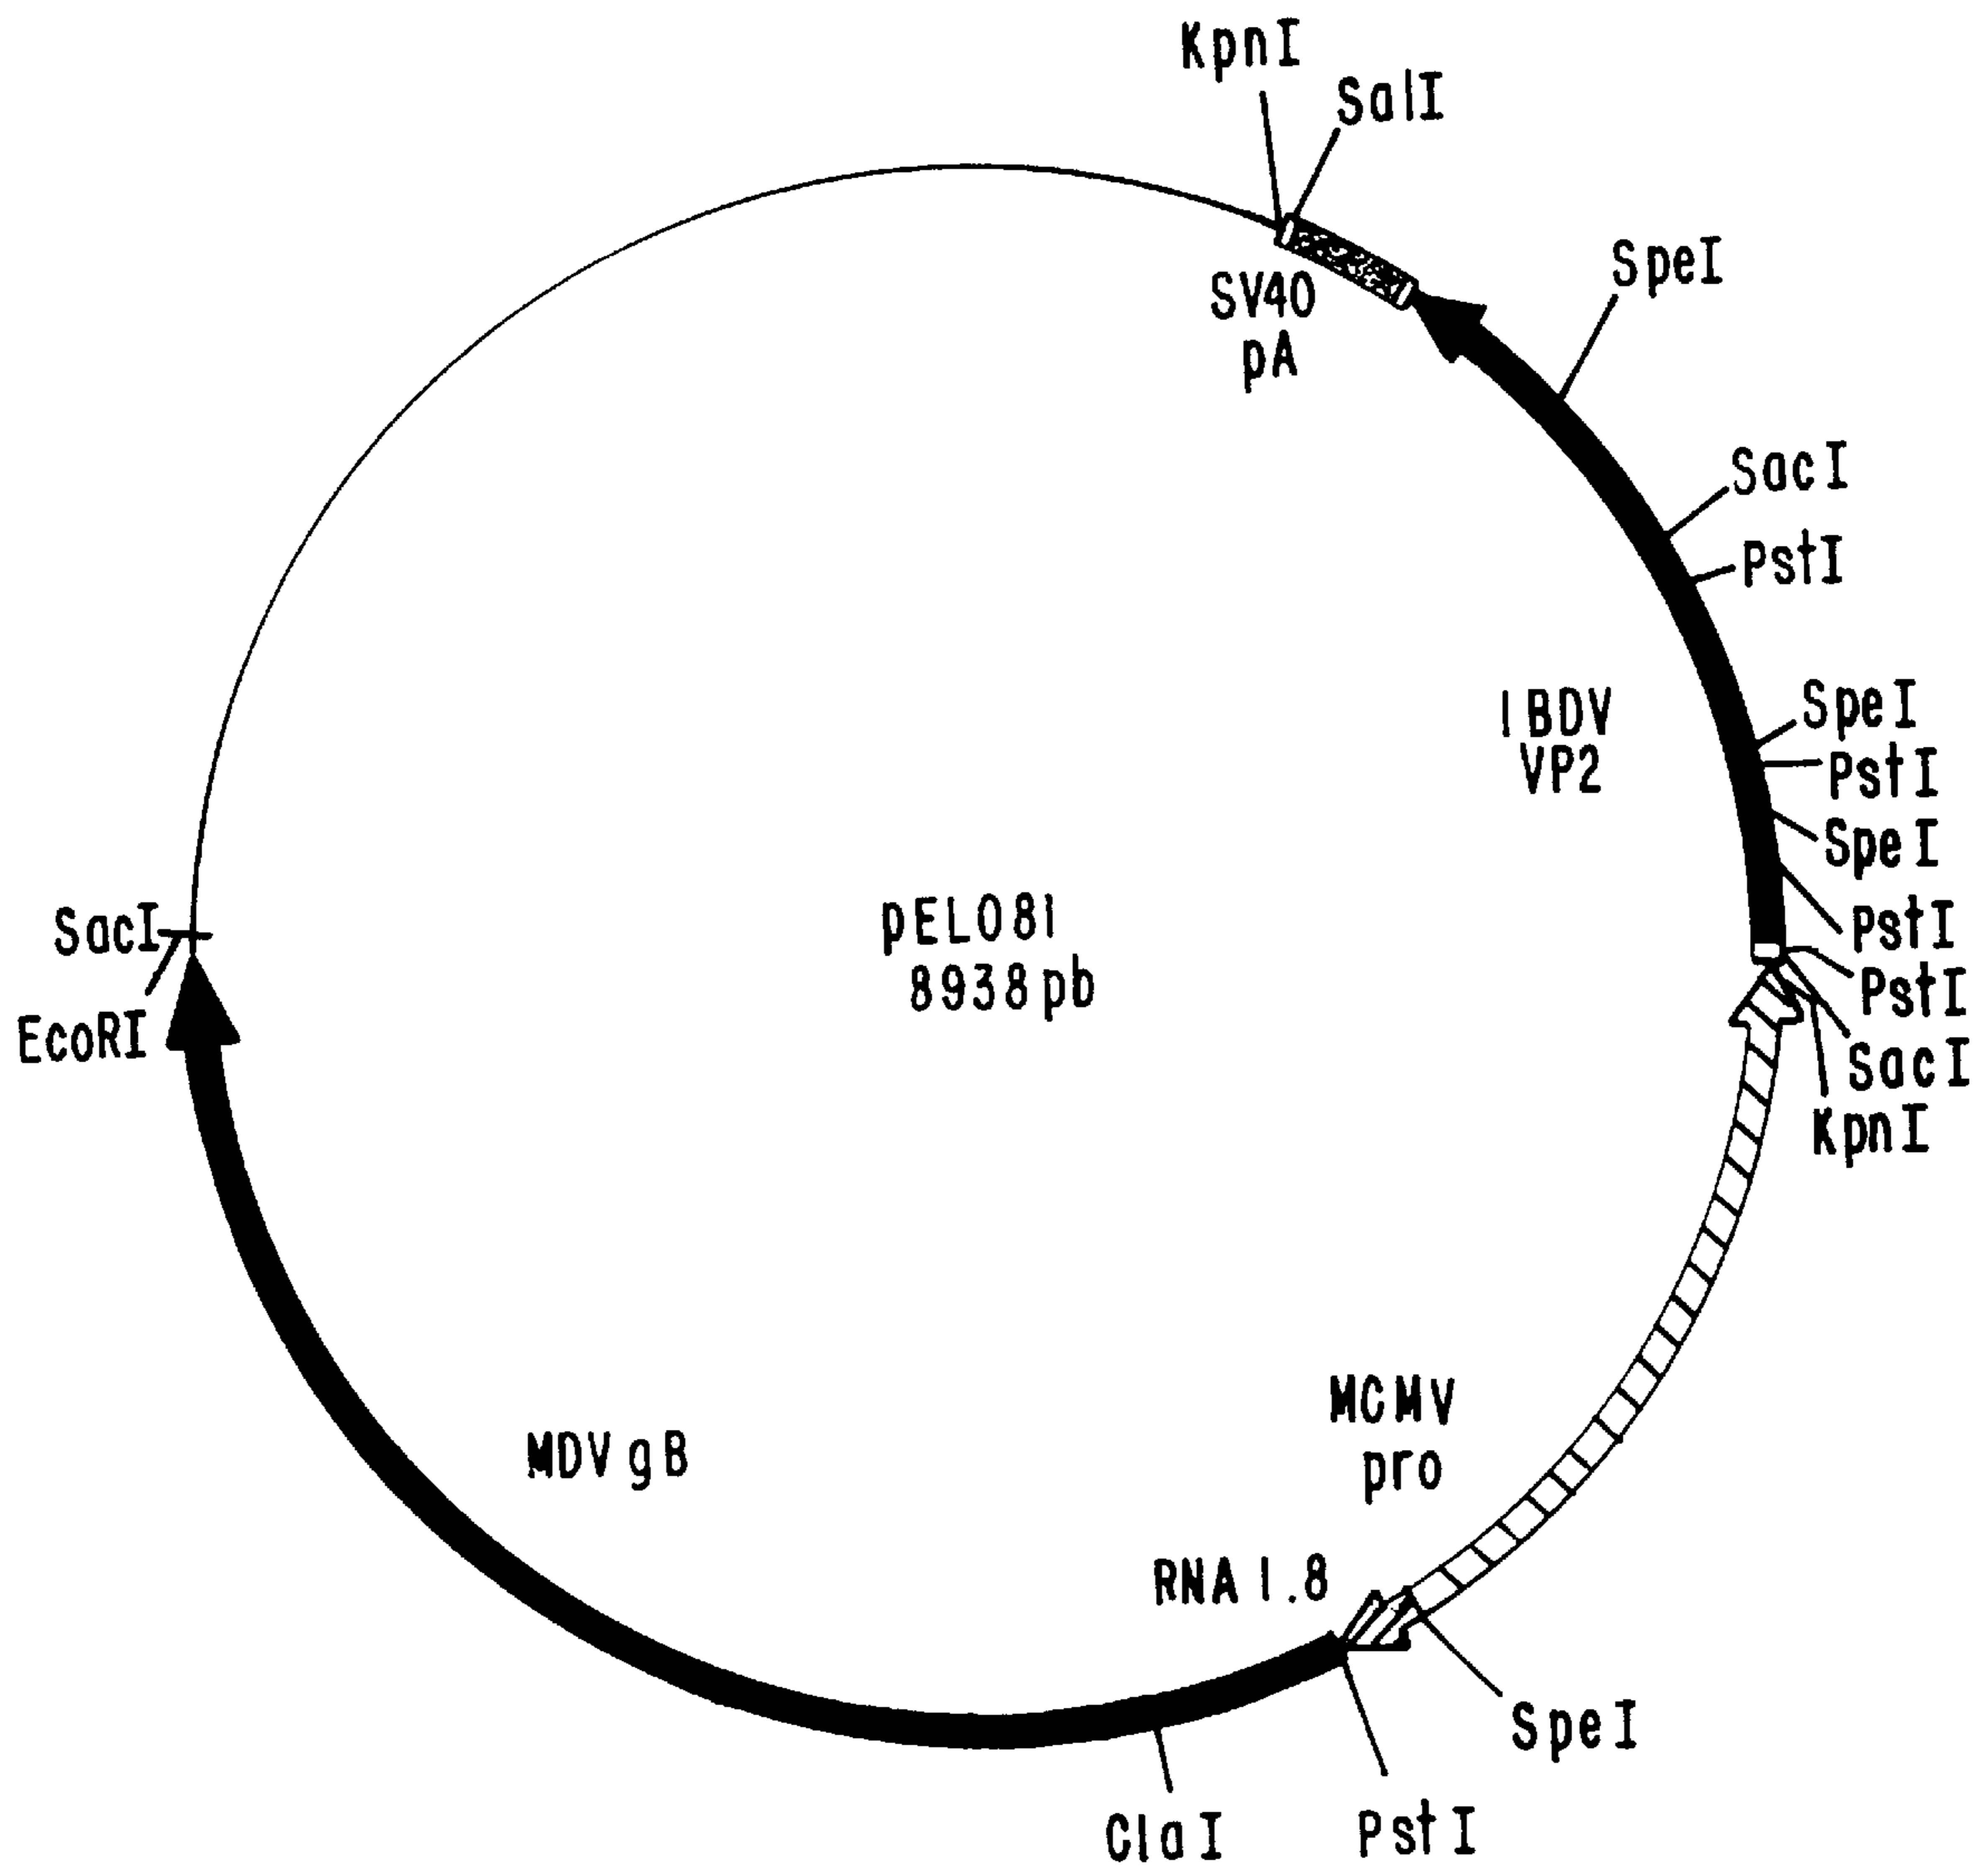 KpnI
SalI
SV40
pA
SpeI
SacI
PstI
IBDV
VP2
SpeI
PstI
SpeI
PstI
PstI
SacI
KpnI
SacI
EcoRI
pEL081
8938pb
MCMV
pro
MDV gB
RNA 1.8
SpeI
PstI
ClaI